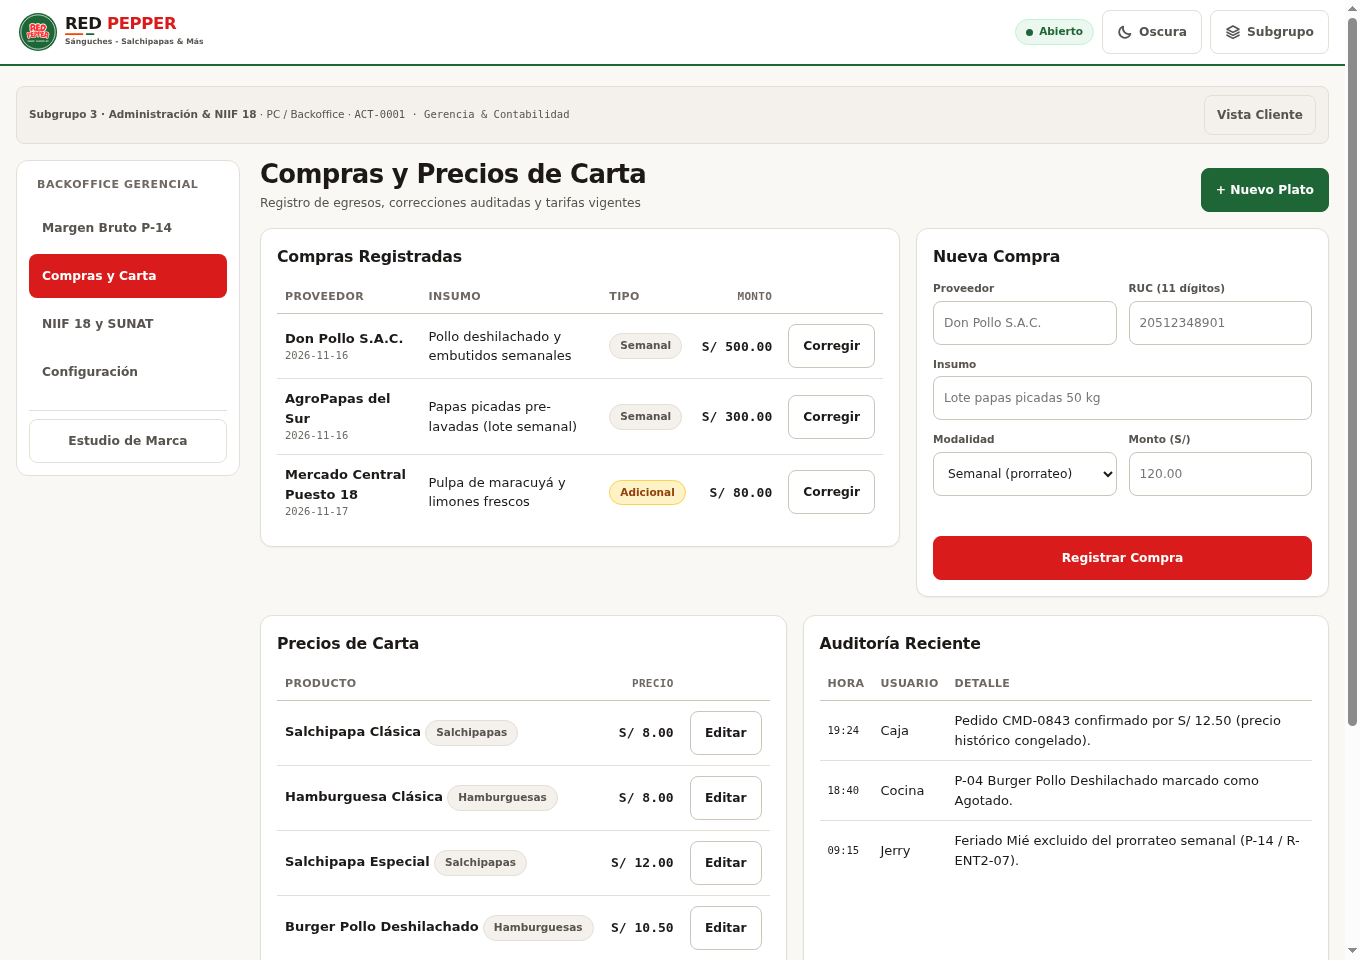 RED PEPPER
RED PEPPER
Sánguches - Salchipapas & Más
Abierto
Oscura
Subgrupo
Subgrupo 3 · Administración & NIIF 18 · PC / Backoffice · ACT-0001 · Gerencia & Contabilidad
Vista Cliente
BACKOFFICE GERENCIAL
Margen Bruto P-14
Compras y Carta
NIIF 18 y SUNAT
Configuración
Estudio de Marca
Compras y Precios de Carta
Registro de egresos, correcciones auditadas y tarifas vigentes
+ Nuevo Plato
Compras Registradas
PROVEEDOR INSUMO TIPO MONTO
Don Pollo S.A.C.
2026-11-16
Pollo deshilachado y
embutidos semanales
Semanal
S/ 500.00
Corregir
AgroPapas del
Sur
2026-11-16
Papas picadas pre-
lavadas (lote semanal)
Semanal
S/ 300.00
Corregir
Mercado Central
Puesto 18
2026-11-17
Pulpa de maracuyá y
limones frescos
Adicional
S/ 80.00
Corregir
Nueva Compra
Proveedor
Don Pollo S.A.C.
RUC (11 dígitos)
20512348901
Insumo
Lote papas picadas 50 kg
Modalidad
Semanal (prorrateo)
Monto (S/)
120.00
Registrar Compra
Precios de Carta
PRODUCTO PRECIO
Salchipapa Clásica Salchipapas S/ 8.00 Editar
Hamburguesa Clásica Hamburguesas S/ 8.00 Editar
Salchipapa Especial Salchipapas S/ 12.00 Editar
Burger Pollo Deshilachado Hamburguesas S/ 10.50 Editar
Auditoría Reciente
HORA USUARIO DETALLE
19:24 Caja
Pedido CMD-0843 confirmado por S/ 12.50 (precio
histórico congelado).
18:40 Cocina
P-04 Burger Pollo Deshilachado marcado como
Agotado.
09:15 Jerry
Feriado Mié excluido del prorrateo semanal (P-14 / R-
ENT2-07).